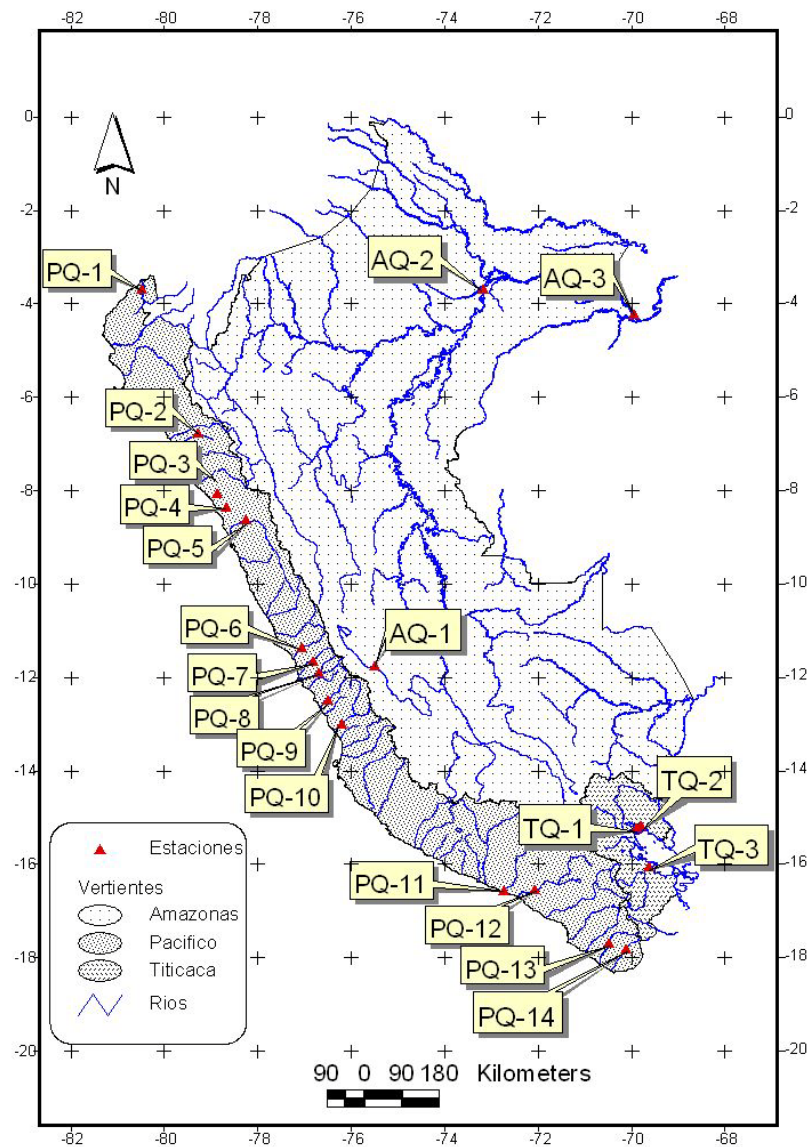 -82 -80 -78 -76 -74 -72 -70 -68
0 0
N
-2 -2
AQ-2
PQ-1
AQ-3
-4 -4
-6 -6
PQ-2
PQ-3
-8 -8
PQ-4
PQ-5
-10 -10
PQ-6
AQ-1
PQ-7
-12 -12
PQ-8
PQ-9
-14 -14
TQ-2
PQ-10
TQ-1
TQ-3
Estaciones
-16 -16
PQ-11
Vertientes
Amazonas
PQ-12
Pacifico
PQ-13
-18 -18
Titicaca
Rios
PQ-14
-20 -20
90 0 90 180 Kilometers
-82 -80 -78 -76 -74 -72 -70 -68